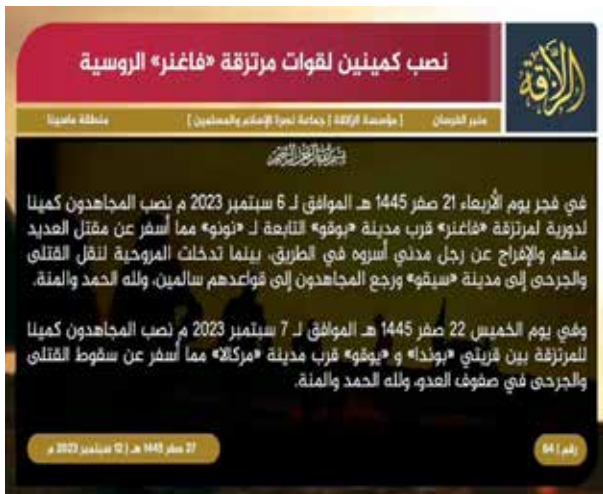 نصب كمينين لقوات مرتزقة «فاغنر» الروسية
الزلاقة
منبر الفرسان
[ مؤسسة الزلاقة | جماعة نصرة الإسلام والمسلمين ]
منطقة ماسينا
بسم الله الرحمن الرحيم
في فجر يوم الأربعاء 21 صفر 1445 هـ الموافق لـ 6 سبتمبر 2023 م نصب المجاهدون كمينا
لدورية لمرتزقة «فاغنر» قرب مدينة «بوقو» التابعة لـ «نونو» مما أسفر عن مقتل العديد
منهم والإفراج عن رجل مدني أسروه في الطريق، بينما تدخلت المروحية لنقل القتلى
والجرحى إلى مدينة «سيقو» ورجع المجاهدون إلى قواعدهم سالمين، ولله الحمد والمنة.
وفي يوم الخميس 22 صفر 1445 هـ الموافق لـ 7 سبتمبر 2023 م نصب المجاهدون كمينا
للمرتزقة بين قريتي «بوندا» و «يوقو» قرب مدينة «مركالا» مما أسفر عن سقوط القتلى
والجرحى في صفوف العدو، ولله الحمد والمنة.
رقم | 64
27 صفر 1445 هـ | 12 سبتمبر 2023 م